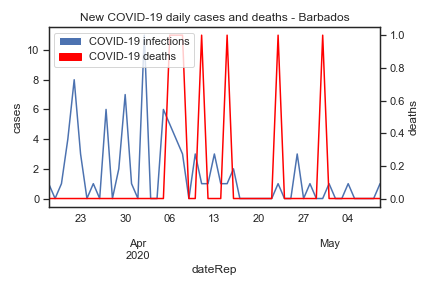 New COVID-19 daily cases and deaths - Barbados
COVID-19 infections
COVID-19 deaths
10
8
6
4
2
0
cases
1.0
0.8
0.6
0.4
0.2
0.0
deaths
23 30 06 13 20 27 04
Apr May
2020
dateRep